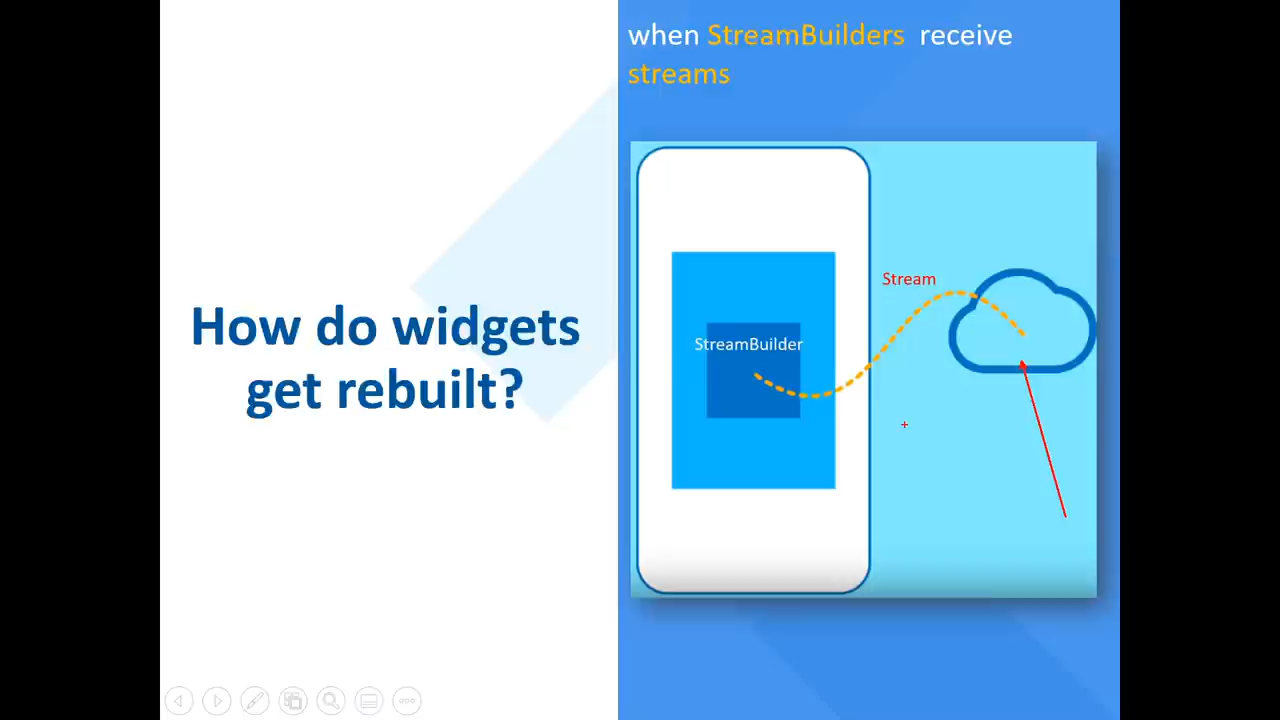 How do widgets
get rebuilt?
when StreamBuilders receive
streams
Stream
StreamBuilder